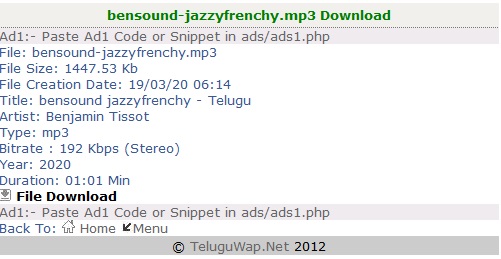 bensound-jazzyfrenchy.mp3 Download
Ad1:- Paste Ad1 Code or Snippet in ads/ads1.php
File: bensound-jazzyfrenchy.mp3
File Size: 1447.53 Kb
File Creation Date: 19/03/20 06:14
Title: bensound jazzyfrenchy - Telugu
Artist: Benjamin Tissot
Type: mp3
Bitrate : 192 Kbps (Stereo)
Year: 2020
Duration: 01:01 Min
File Download
Ad1:- Paste Ad1 Code or Snippet in ads/ads1.php
Back To: Home Menu
© TeluguWap.Net 2012